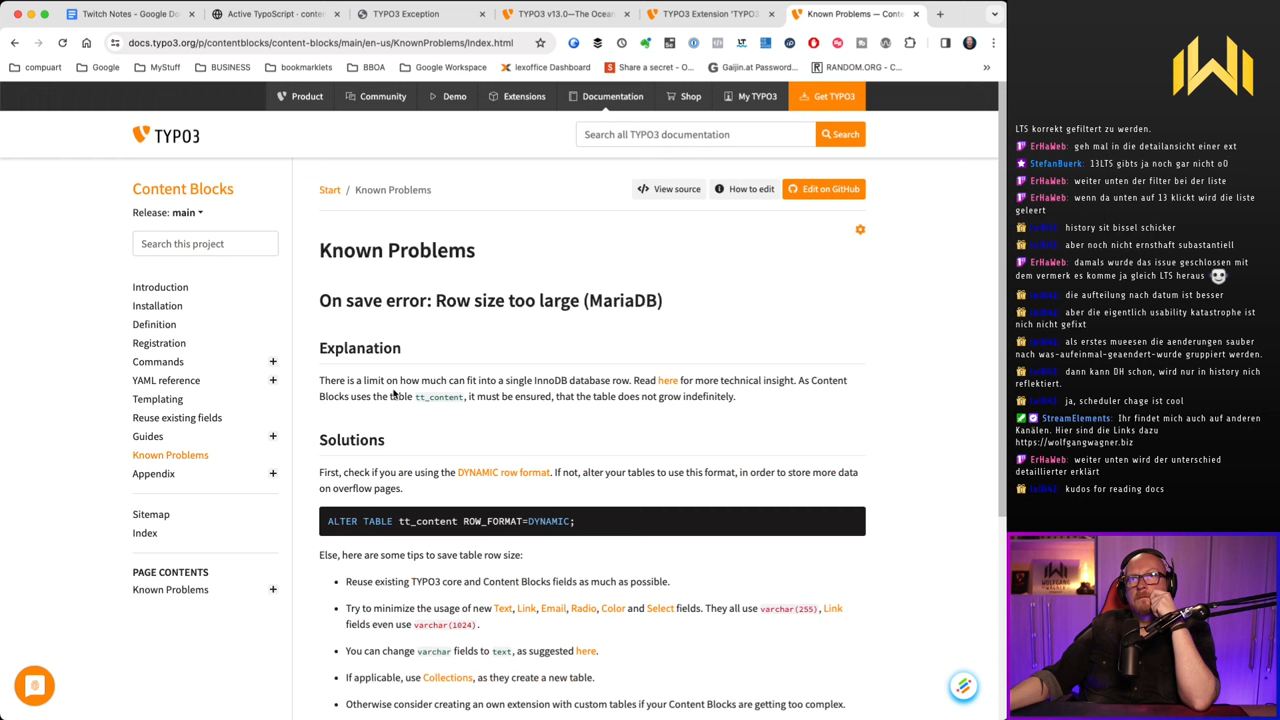 Twitch Notes - Google Do
Active TypoScript · conten
TYPO3 Exception
TYPO3 v13.0—The Ocean
TYPO3 Extension 'TYPO3
Known Problems — Conte
docs.typo3.org/p/contentblocks/content-blocks/main/en-us/KnownProblems/Index.html
compuart
Google
MyStuff
BUSINESS
bookmarklets
BBOA
Google Workspace
lexoffice Dashboard
Share a secret - O...
Gaijin.at Password...
RANDOM.ORG - C...
Product
Community
Demo
Extensions
Documentation
Shop
My TYPO3
Get TYPO3
TYPO3
Search all TYPO3 documentation
Search
Content Blocks
Release: main
Search this project
Introduction
Installation
Definition
Registration
Commands
YAML reference
Templating
Reuse existing fields
Guides
Known Problems
Appendix
Sitemap
Index
PAGE CONTENTS
Known Problems
Start / Known Problems
View source
How to edit
Edit on GitHub
Known Problems
On save error: Row size too large (MariaDB)
Explanation
There is a limit on how much can fit into a single InnoDB database row. Read here for more technical insight. As Content
Blocks uses the table tt_content, it must be ensured, that the table does not grow indefinitely.
Solutions
First, check if you are using the DYNAMIC row format. If not, alter your tables to use this format, in order to store more data
on overflow pages.
ALTER TABLE tt_content ROW_FORMAT=DYNAMIC;
Else, here are some tips to save table row size:
• Reuse existing TYPO3 core and Content Blocks fields as much as possible.
• Try to minimize the usage of new Text, Link, Email, Radio, Color and Select fields. They all use varchar(255), Link
fields even use varchar(1024).
• You can change varchar fields to text, as suggested here.
• If applicable, use Collections, as they create a new table.
• Otherwise consider creating an own extension with custom tables if your Content Blocks are getting too complex.
LTS korrekt gefiltert zu werden.
ErHaWeb: geh mal in die detailansicht einer ext
StefanBuerk: 13LTS gibts ja noch gar nicht oO
ErHaWeb: weiter unten der filter bei der liste
ErHaWeb: wenn da unten auf 13 klickt wird die liste
geleert
history sit bissel schicker
aber noch nicht ernsthaft subastantiell
ErHaWeb: damals wurde das issue geschlossen mit
dem vermerk es komme ja gleich LTS heraus
die aufteilung nach datum ist besser
aber die eigentlich usability katastrophe ist
nich nicht gefixt
als erstes mueesen die aenderungen sauber
nach was-aufeinmal-geaendert-wurde gruppiert werden.
dann kann DH schon, wird nur in history nich
reflektiert.
ja, scheduler chage ist cool
StreamElements: Ihr findet mich auch auf anderen
Kanälen. Hier sind die Links dazu
https://wolfgangwagner.biz
ErHaWeb: weiter unten wird der unterschied
detaillierter erklärt
kudos for reading docs
WOLFGANG
WAGNER